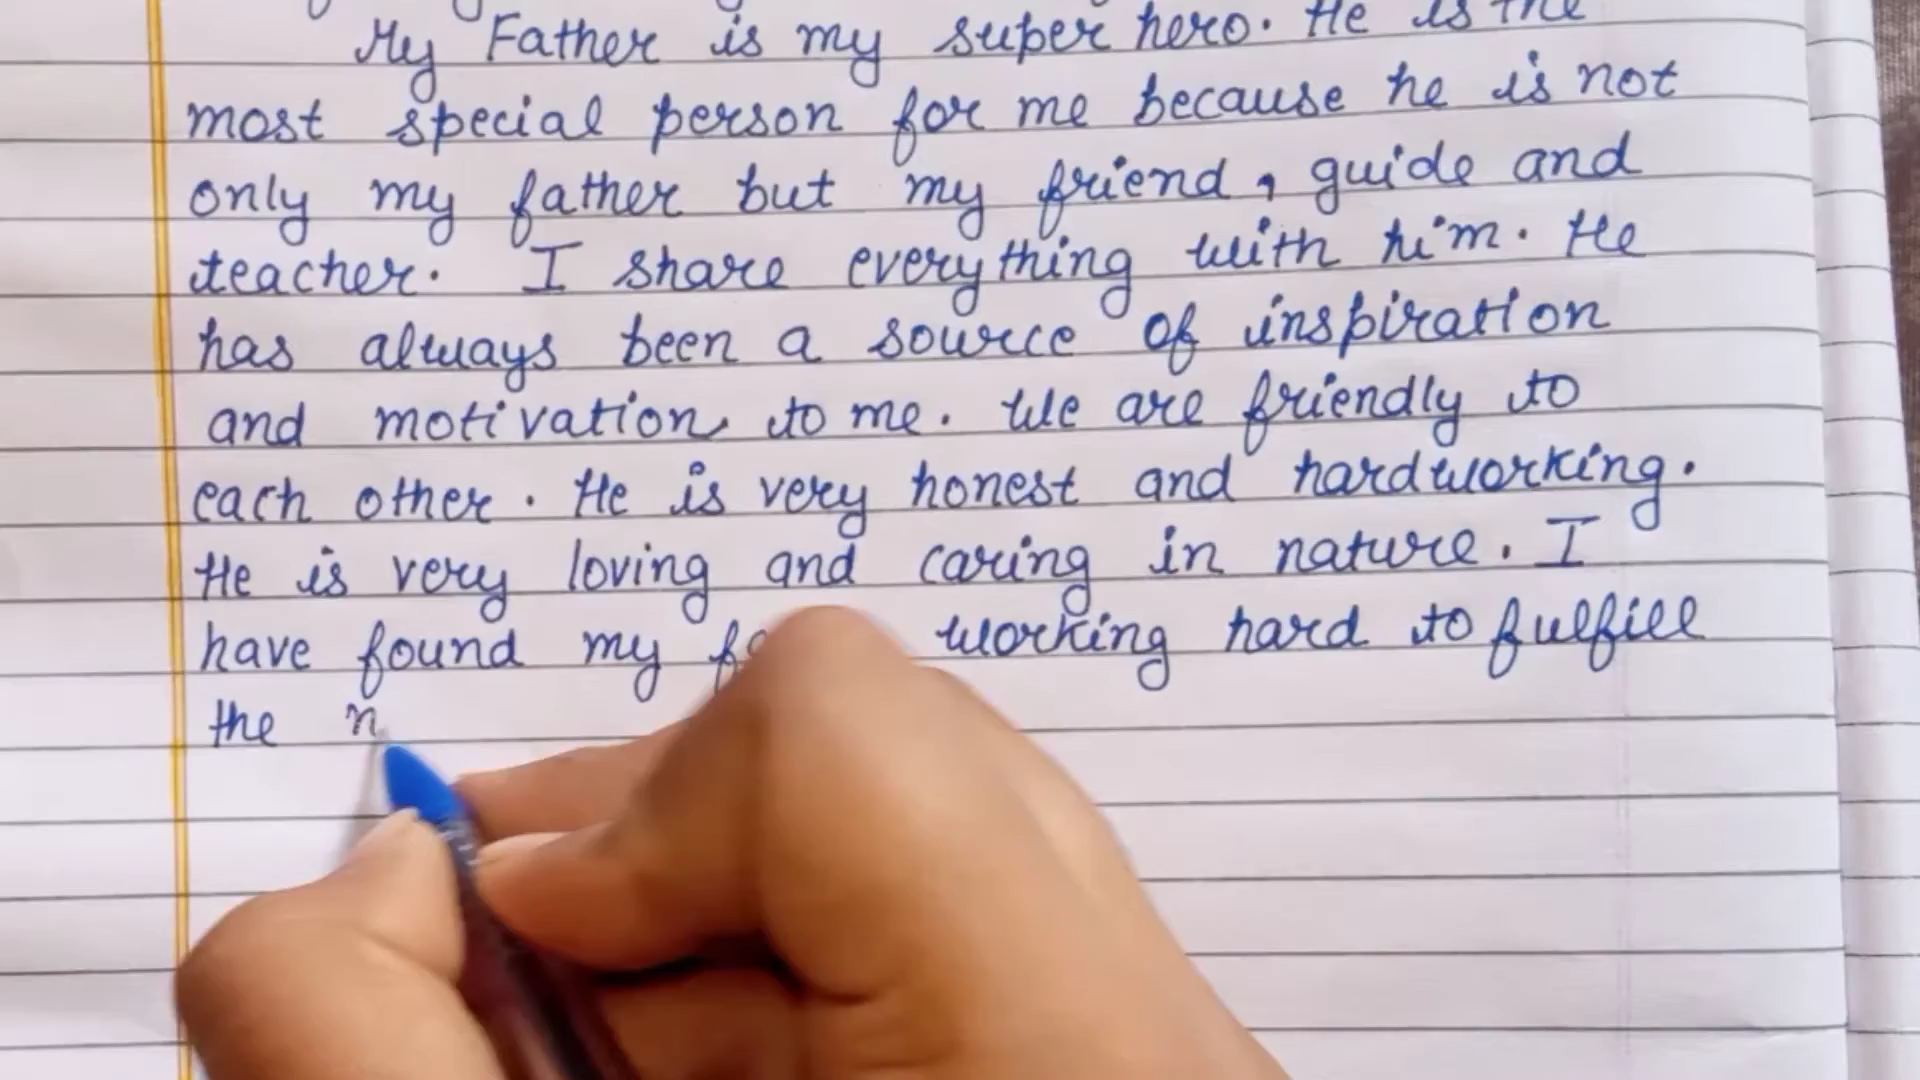 My Father is my super hero. He is the
most special person for me because he is not
only my father but my friend, guide and
teacher. I share everything with him. He
has always been a source of inspiration
and motivation to me. We are friendly to
each other. He is very honest and hardworking.
He is very loving and caring in nature. I
have found my working hard to fulfill
the n